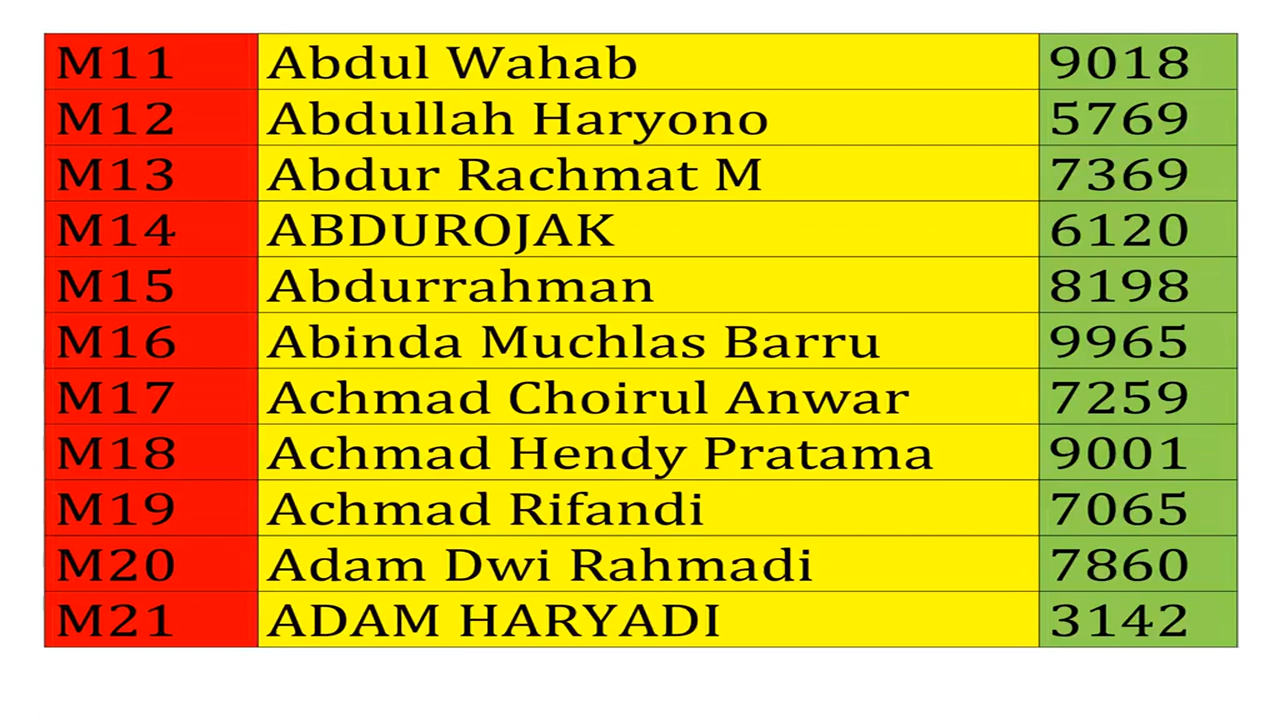 M11 Abdul Wahab 9018
M12 Abdullah Haryono 5769
M13 Abdur Rachmat M 7369
M14 ABDUROJAK 6120
M15 Abdurrahman 8198
M16 Abinda Muchlas Barru 9965
M17 Achmad Choirul Anwar 7259
M18 Achmad Hendy Pratama 9001
M19 Achmad Rifandi 7065
M20 Adam Dwi Rahmadi 7860
M21 ADAM HARYADI 3142